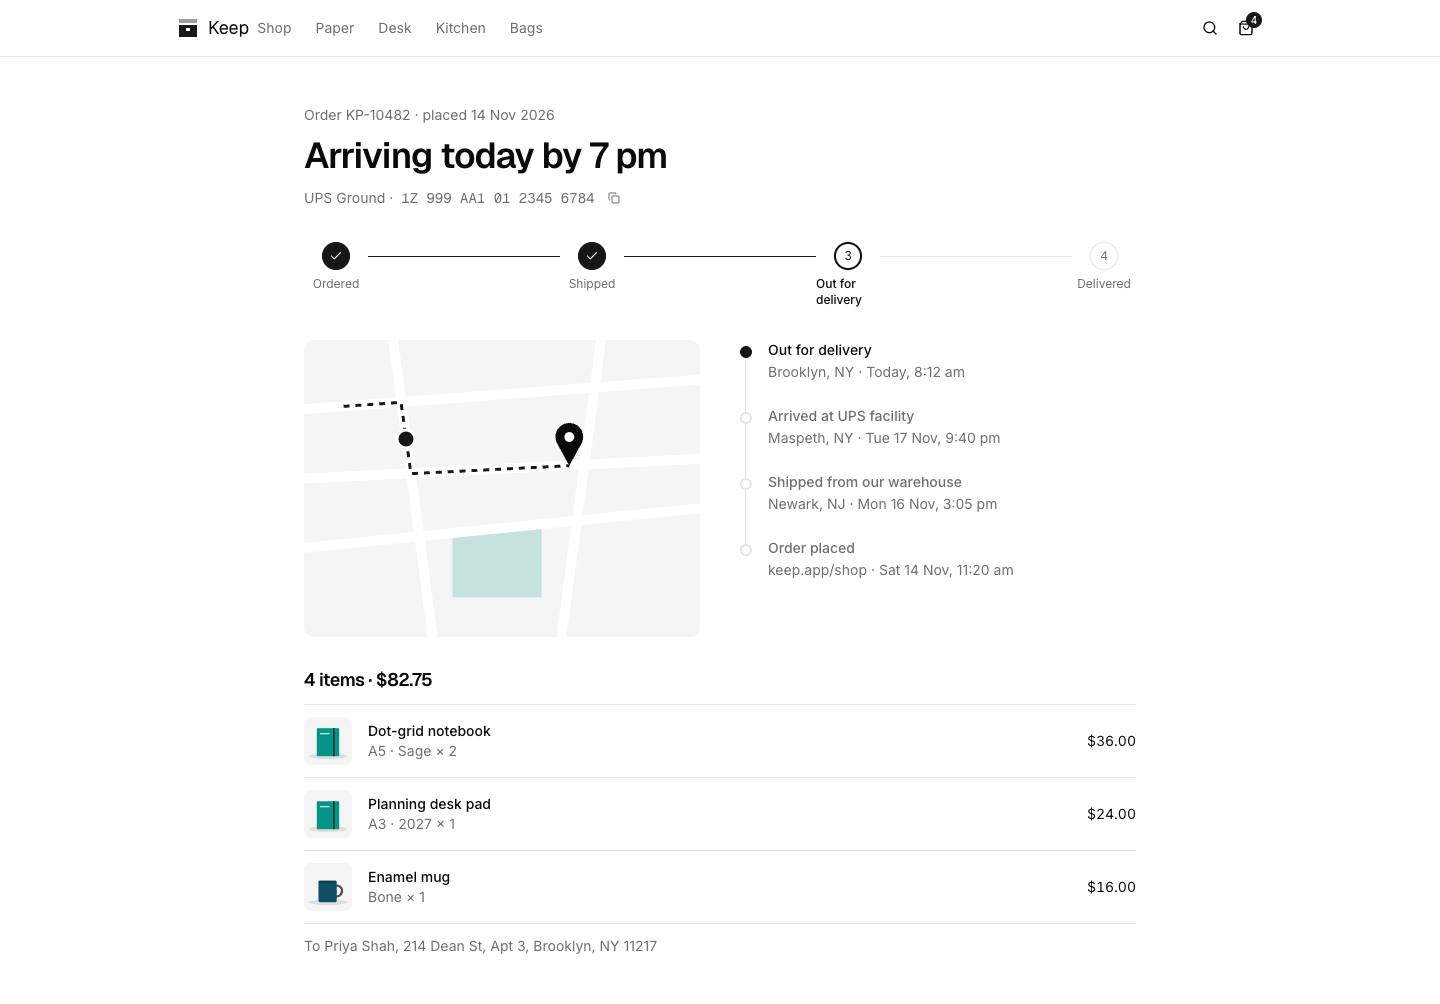 Keep Shop Paper Desk Kitchen Bags 4
Order KP-10482 · placed 14 Nov 2026
Arriving today by 7 pm
UPS Ground · 1Z 999 AA1 01 2345 6784
3 4
Ordered Shipped Out for delivery Delivered
Out for delivery
Brooklyn, NY · Today, 8:12 am
Arrived at UPS facility
Maspeth, NY · Tue 17 Nov, 9:40 pm
Shipped from our warehouse
Newark, NJ · Mon 16 Nov, 3:05 pm
Order placed
keep.app/shop · Sat 14 Nov, 11:20 am
4 items · $82.75
Dot-grid notebook
A5 · Sage × 2
$36.00
Planning desk pad
A3 · 2027 × 1
$24.00
Enamel mug
Bone × 1
$16.00
To Priya Shah, 214 Dean St, Apt 3, Brooklyn, NY 11217